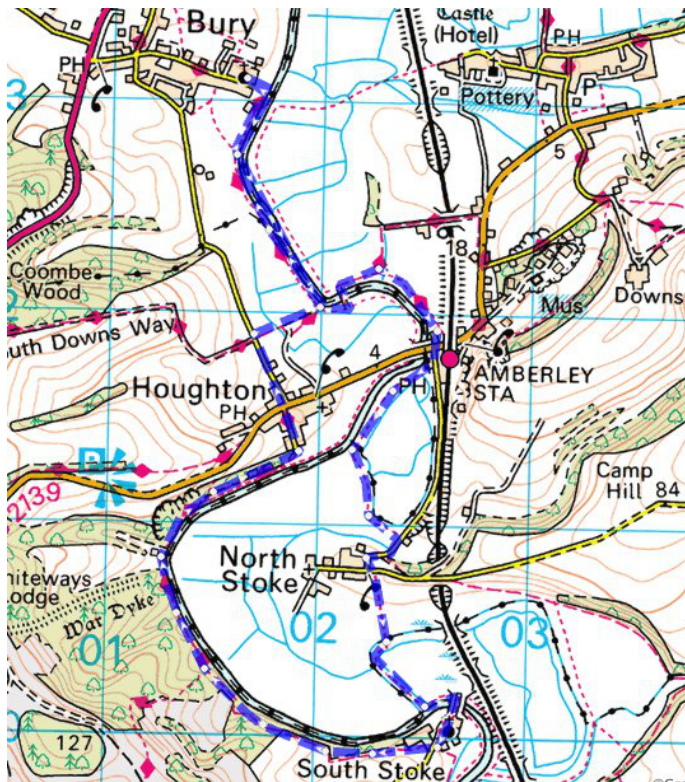 Bury
Castle
(Hotel)
PH
PH
Pottery
P
3
5
18
Coombe
Wood
Mus
Downs
outh Downs Way
4
Houghton
PH
PH
AMBERLEY
STA
Camp
Hill
84
2139
North
Stoke
hiteways
odge
War Dyke
01
02
03
127
South Stoke